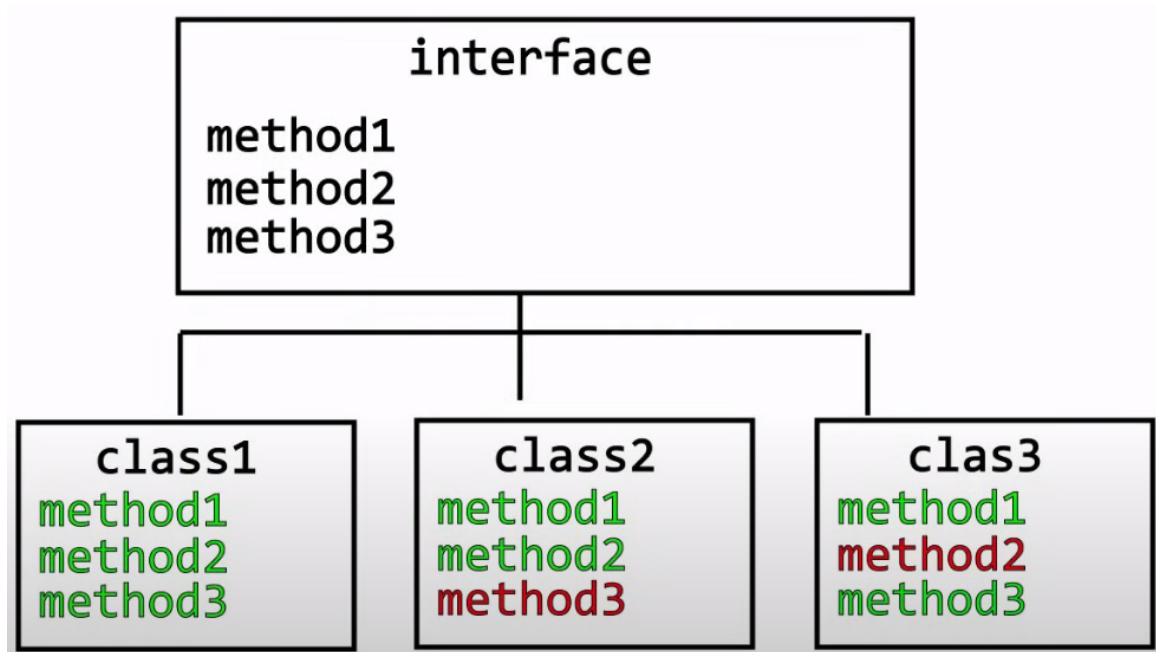 interface
method1
method2
method3
class1
method1
method2
method3
class2
method1
method2
method3
clas3
method1
method2
method3